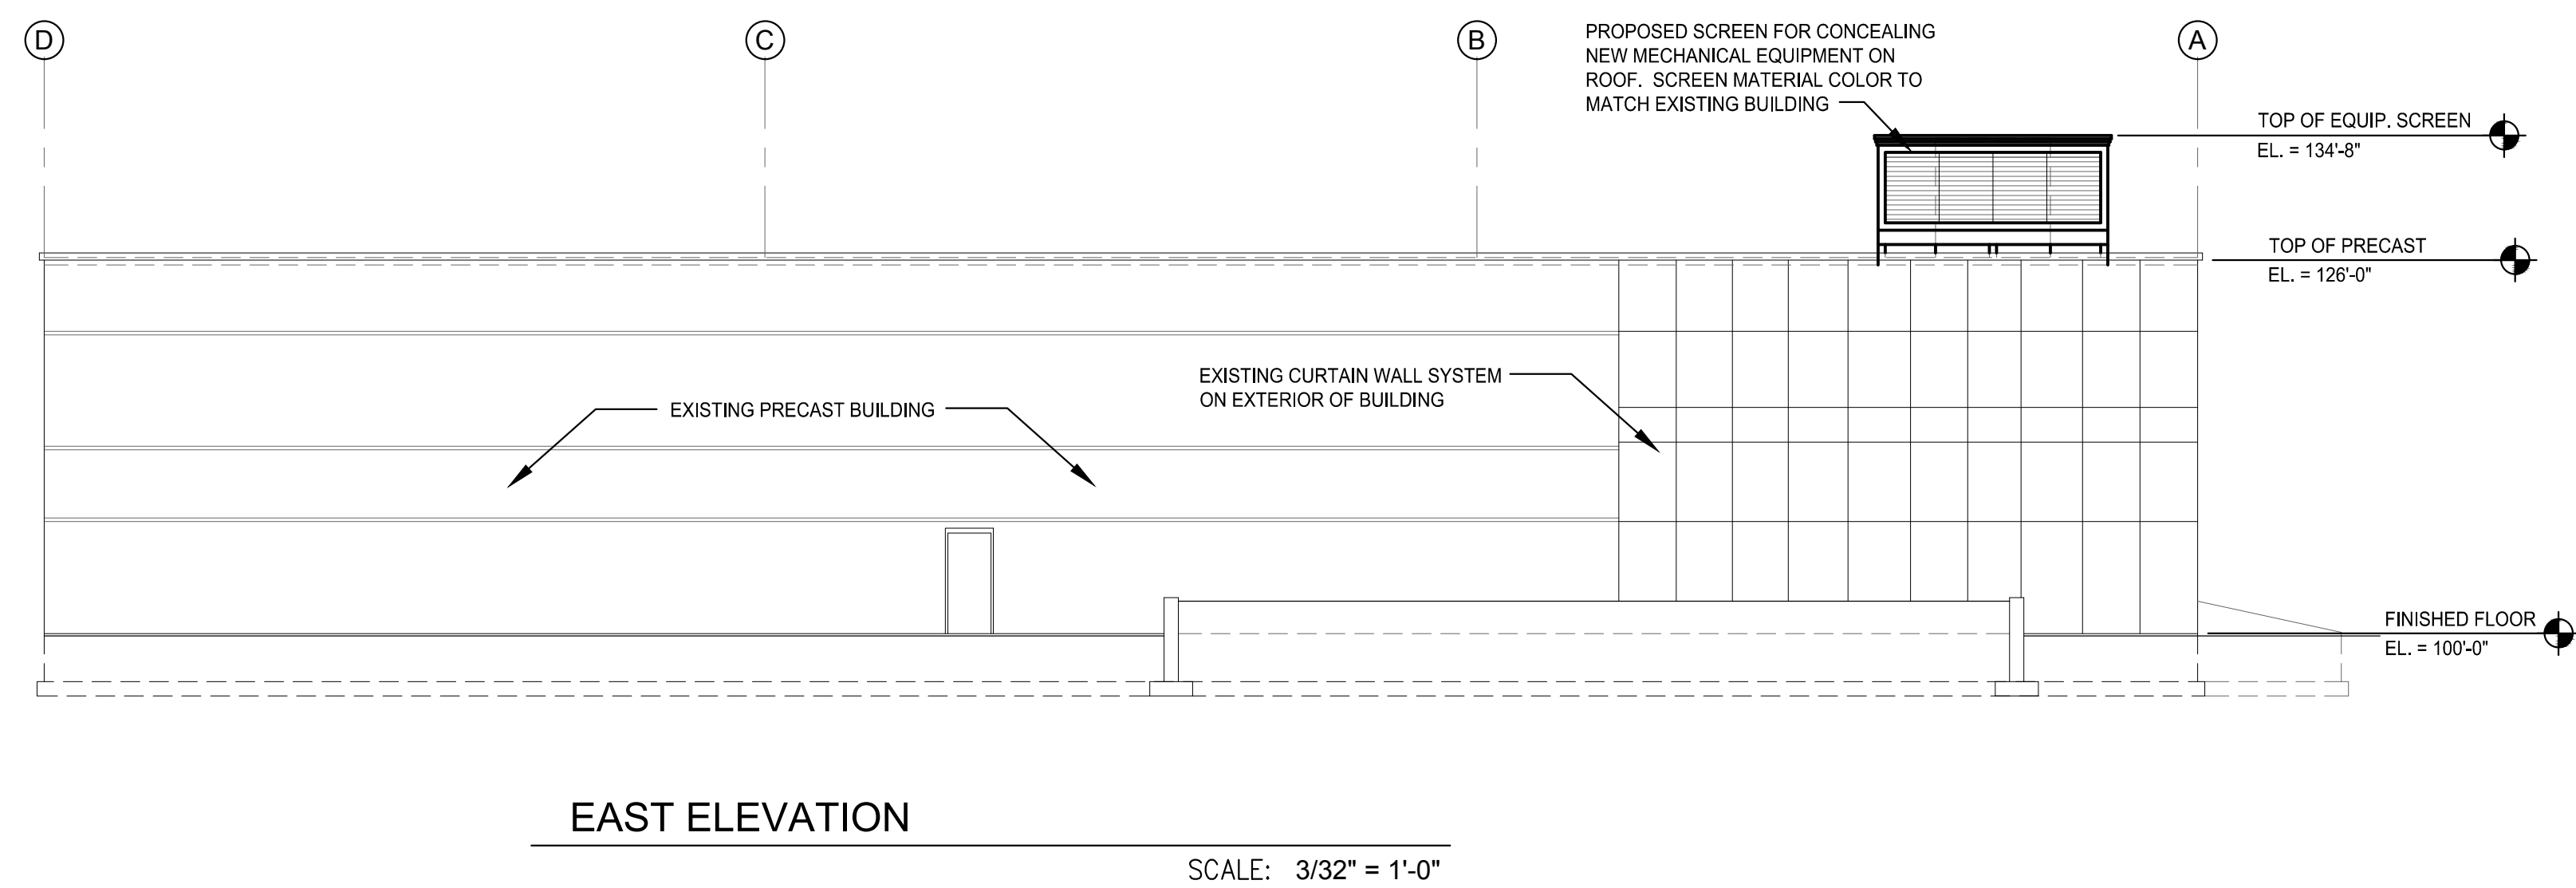 D
C
B
A
PROPOSED SCREEN FOR CONCEALING
NEW MECHANICAL EQUIPMENT ON
ROOF. SCREEN MATERIAL COLOR TO
MATCH EXISTING BUILDING
TOP OF EQUIP. SCREEN
EL. = 134'-8"
TOP OF PRECAST
EL. = 126'-0"
EXISTING CURTAIN WALL SYSTEM
ON EXTERIOR OF BUILDING
EXISTING PRECAST BUILDING
FINISHED FLOOR
EL. = 100'-0"
EAST ELEVATION
SCALE: 3/32" = 1'-0"